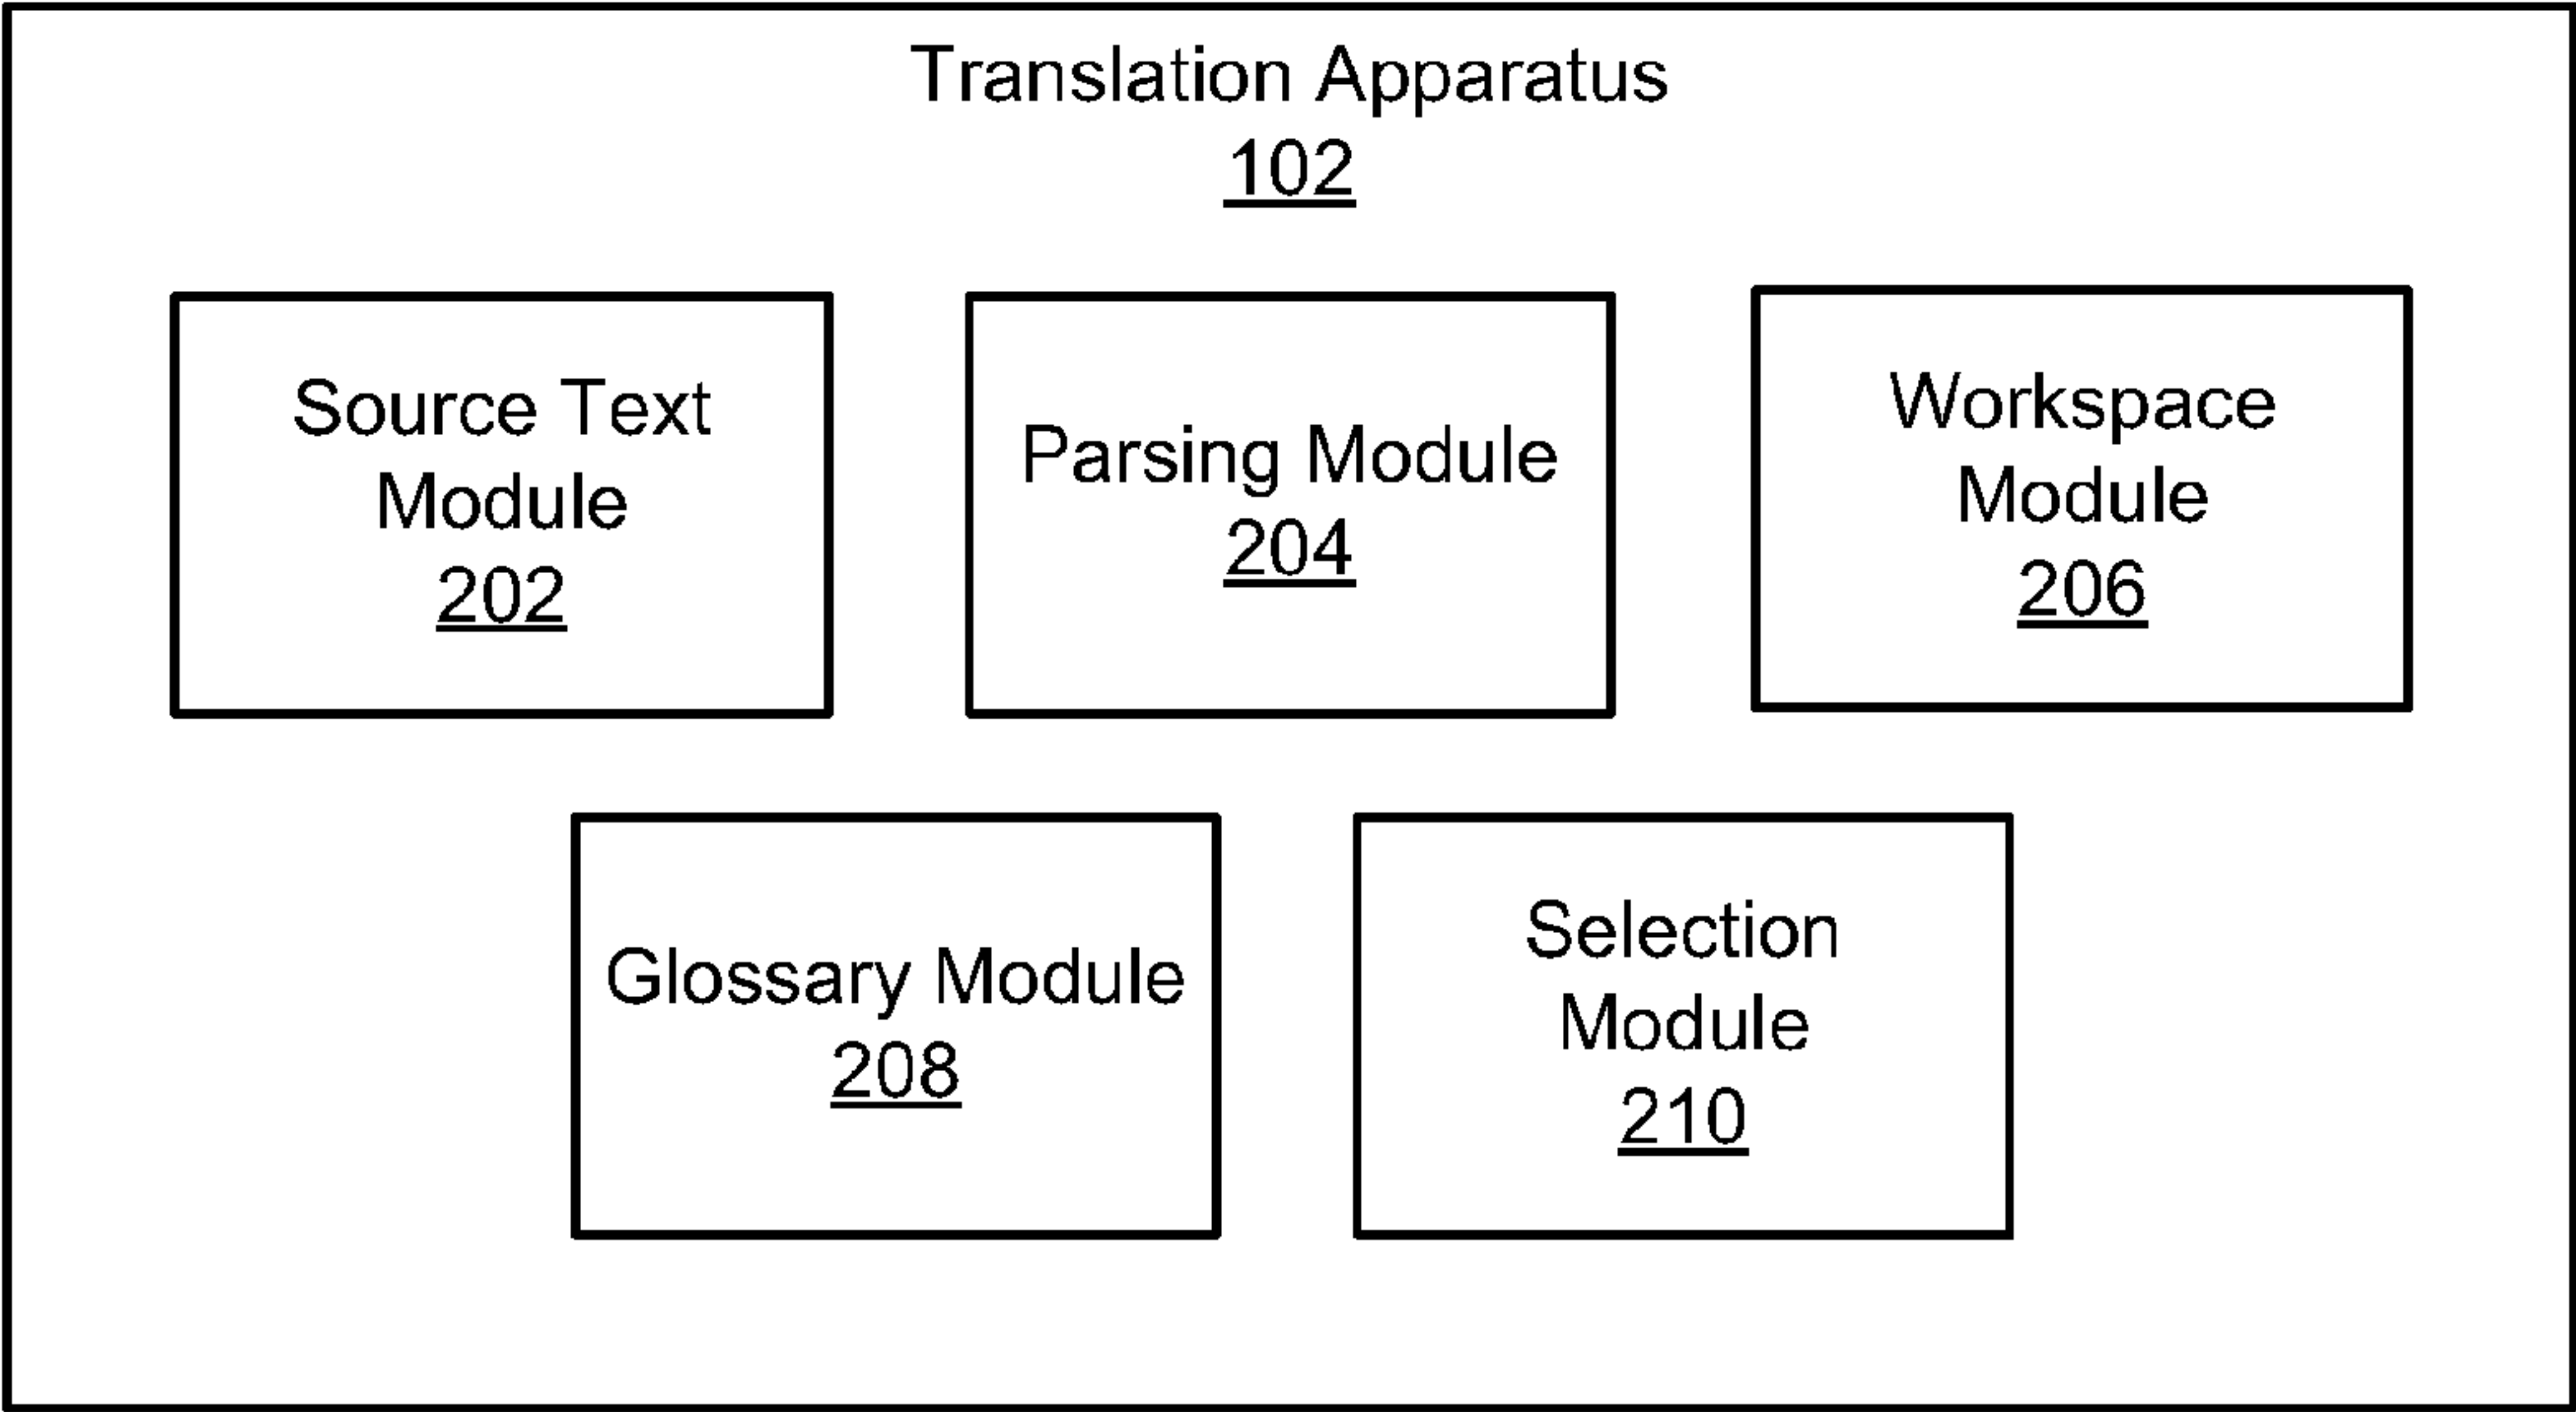 Translation Apparatus
102
Source Text
Module
202
Parsing Module
204
Workspace
Module
206
Glossary Module
208
Selection
Module
210